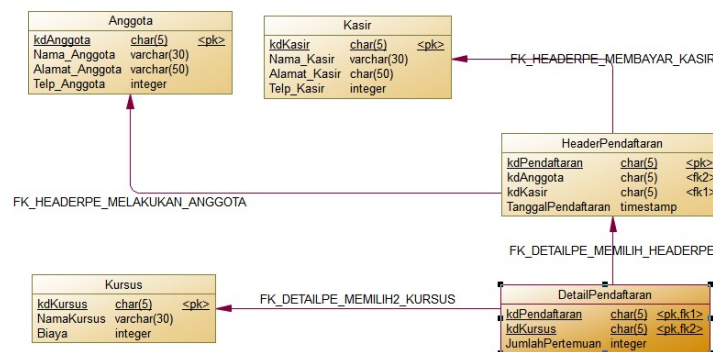 Anggota
kdAnggota char(5) <pk>
Nama_Anggota varchar(30)
Alamat_Anggota varchar(50)
Telp_Anggota integer
Kasir
kdKasir char(5) <pk>
Nama_Kasir varchar(30)
Alamat_Kasir char(50)
Telp_Kasir integer
FK_HEADERPE_MEMBAYAR_KASIR
HeaderPendaftaran
kdPendaftaran char(5) <pk>
kdAnggota char(5) <fk2>
kdKasir char(5) <fk1>
TanggalPendaftaran timestamp
FK_HEADERPE_MELAKUKAN_ANGGOTA
FK_DETAILPE_MEMILIH_HEADERPE
Kursus
kdKursus char(5) <pk>
NamaKursus varchar(30)
Biaya integer
FK_DETAILPE_MEMILIH2_KURSUS
DetailPendaftaran
kdPendaftaran char(5) <pk,fk1>
kdKursus char(5) <pk,fk2>
JumlahPertemuan integer